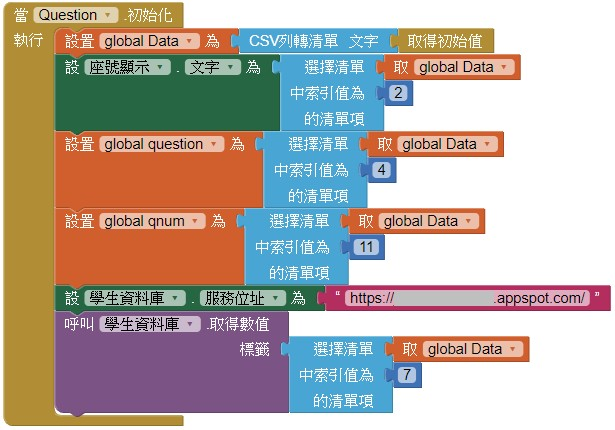 當 Question .初始化
執行 設置 global Data 為 CSV列轉清單 文字 取得初始值
設 座號顯示 . 文字 為 選擇清單 取 global Data
中索引值為 2
的清單項
設置 global question 為 選擇清單 取 global Data
中索引值為 4
的清單項
設置 global qnum 為 選擇清單 取 global Data
中索引值為 11
的清單項
設 學生資料庫 . 服務位址 為 “ https:// .appspot.com/ ”
呼叫 學生資料庫 .取得數值
標籤 選擇清單 取 global Data
中索引值為 7
的清單項